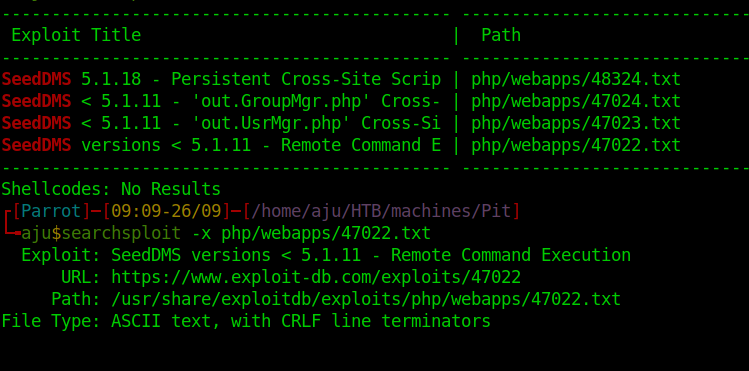 ---------------------------------------------- ---------------------------------
 Exploit Title                               |  Path
---------------------------------------------- ---------------------------------
SeedDMS 5.1.18 - Persistent Cross-Site Scrip | php/webapps/48324.txt
SeedDMS < 5.1.11 - 'out.GroupMgr.php' Cross- | php/webapps/47024.txt
SeedDMS < 5.1.11 - 'out.UsrMgr.php' Cross-Si | php/webapps/47023.txt
SeedDMS versions < 5.1.11 - Remote Command E | php/webapps/47022.txt
---------------------------------------------- ---------------------------------
Shellcodes: No Results
┌[Parrot]─[09:09-26/09]─[/home/aju/HTB/machines/Pit]
└╼aju$searchsploit -x php/webapps/47022.txt
  Exploit: SeedDMS versions < 5.1.11 - Remote Command Execution
      URL: https://www.exploit-db.com/exploits/47022
     Path: /usr/share/exploitdb/exploits/php/webapps/47022.txt
File Type: ASCII text, with CRLF line terminators